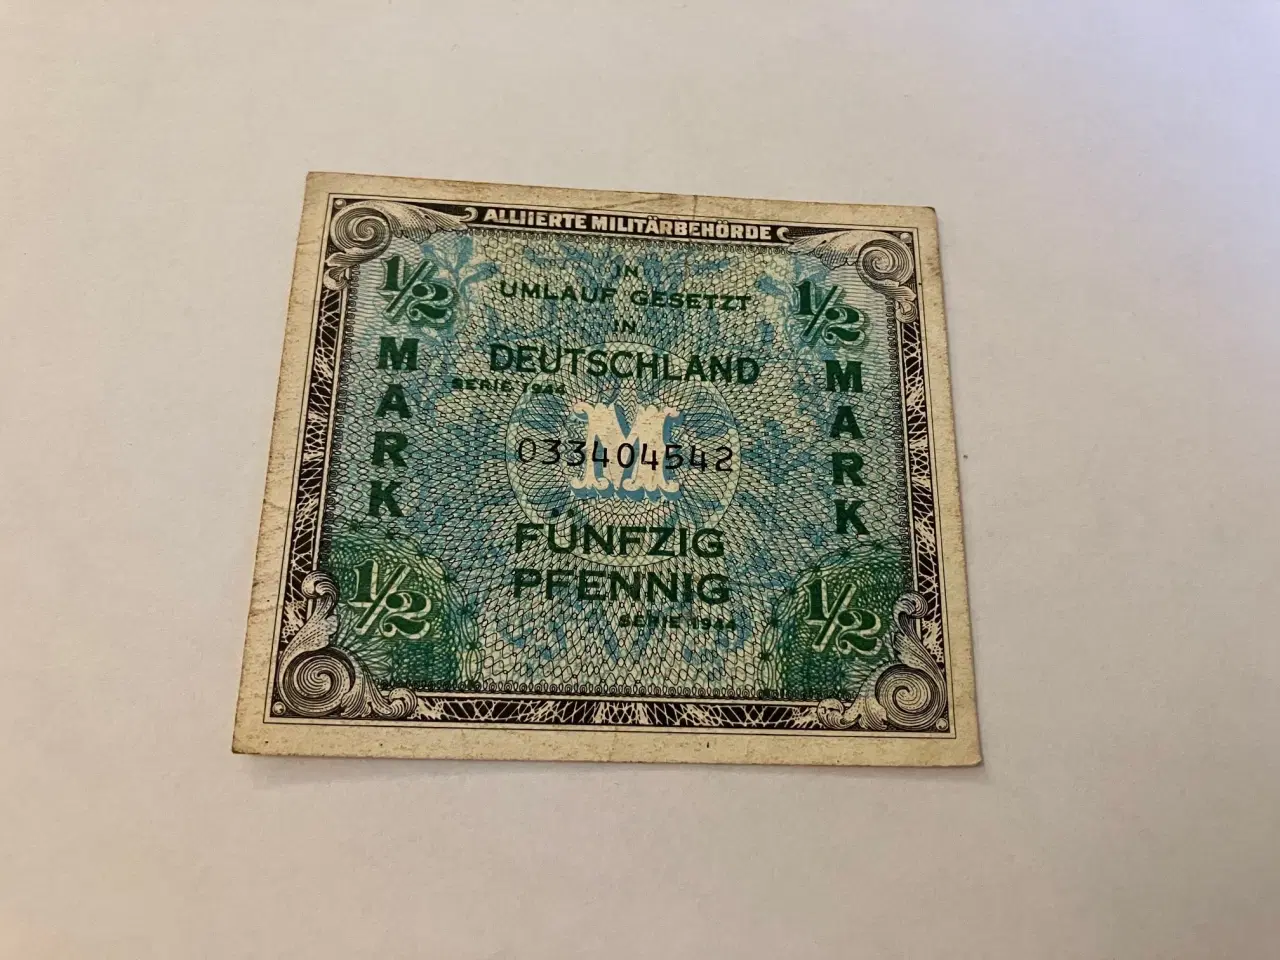 ALLIIERTE MILITÄRBEHÖRDE
1/2 1/2
IN
UMLAUF GESETZT
IN
DEUTSCHLAND
SERIE 1944
MARK MARK
M
033404542
FÜNFZIG
PFENNIG
SERIE 1944
1/2 1/2